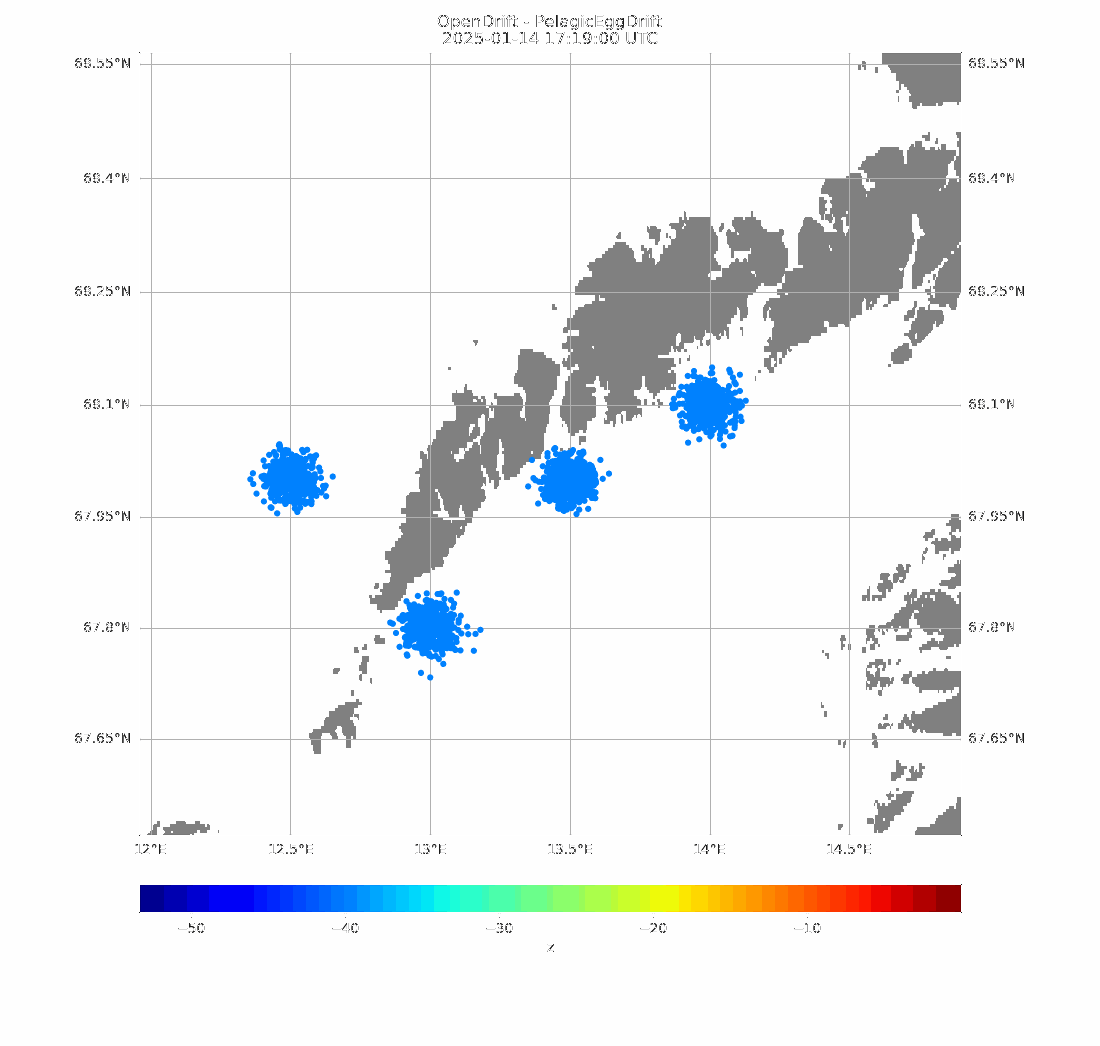 OpenDrift - PelagicEggDrift
2025-01-14 17:19:00 UTC
68.55°N 68.55°N
68.4°N 68.4°N
68.25°N 68.25°N
68.1°N 68.1°N
67.95°N 67.95°N
67.8°N 67.8°N
67.65°N 67.65°N
12°E 12.5°E 13°E 13.5°E 14°E 14.5°E
−50 −40 −30 −20 −10
z